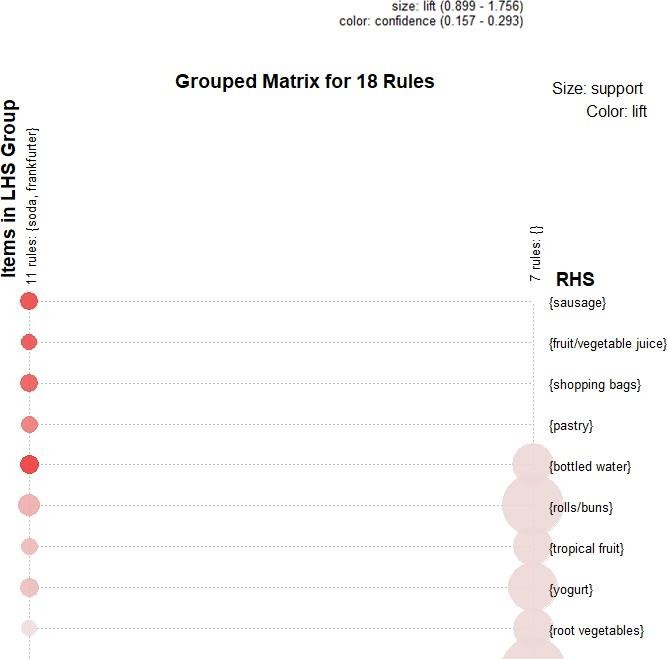 size: lift (0.899 - 1.756)
color: confidence (0.157 - 0.293)
Grouped Matrix for 18 Rules
Size: support
Color: lift
Items in LHS Group
11 rules: {soda, frankfurter}
7 rules: {}
RHS
{sausage}
{fruit/vegetable juice}
{shopping bags}
{pastry}
{bottled water}
{rolls/buns}
{tropical fruit}
{yogurt}
{root vegetables}